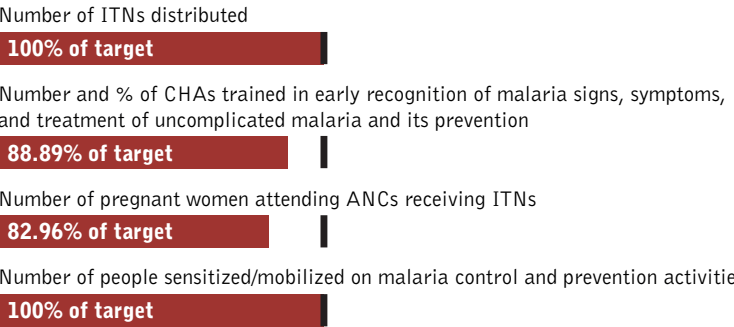 Number of ITNs distributed
100% of target
Number and % of CHAs trained in early recognition of malaria signs, symptoms,
and treatment of uncomplicated malaria and its prevention
88.89% of target
Number of pregnant women attending ANCs receiving ITNs
82.96% of target
Number of people sensitized/mobilized on malaria control and prevention activitie
100% of target